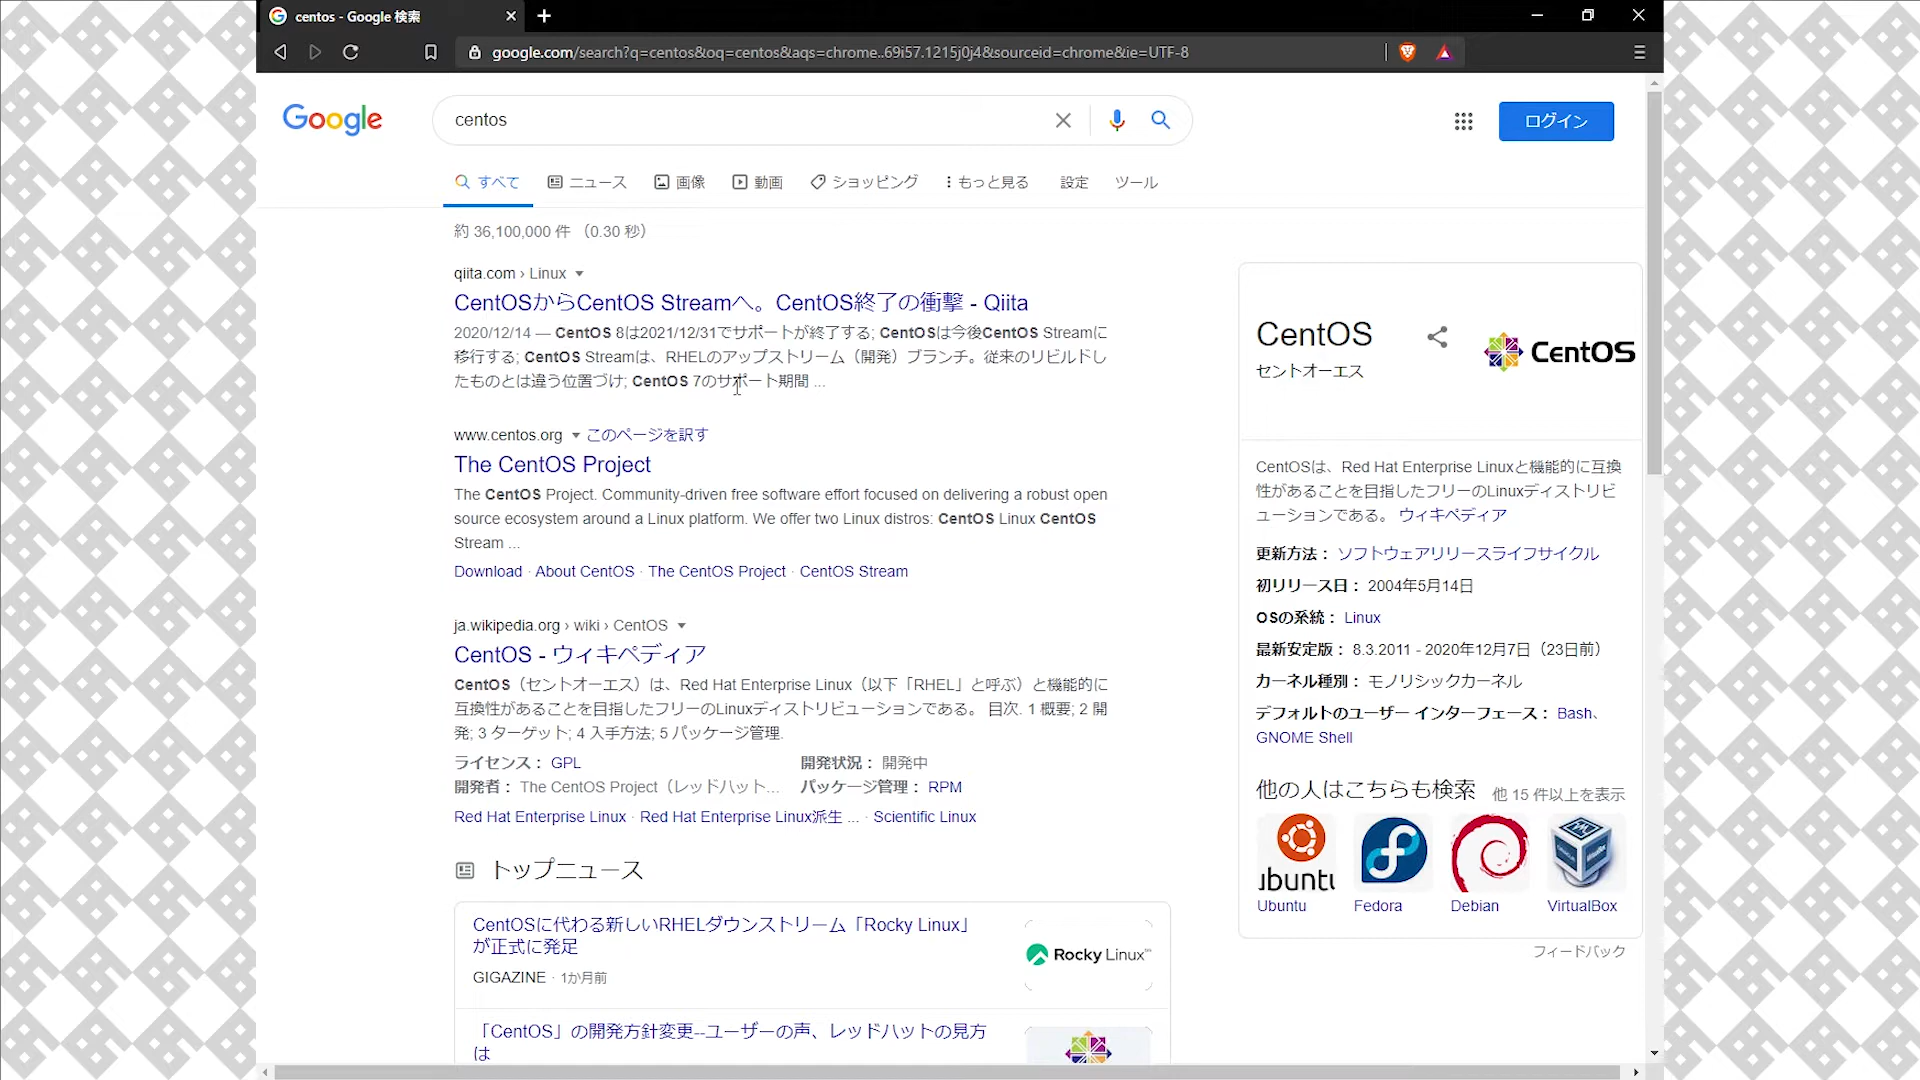 centos - Google 検索
google.com/search?q=centos&oq=centos&aqs=chrome..69i57.1215j0j4&sourceid=chrome&ie=UTF-8
Google
centos
ログイン
すべて ニュース 画像 動画 ショッピング もっと見る 設定 ツール
約 36,100,000 件 （0.30 秒）
qiita.com › Linux
CentOSからCentOS Streamへ。CentOS終了の衝撃 - Qiita
2020/12/14 — CentOS 8は2021/12/31でサポートが終了する; CentOSは今後CentOS Streamに
移行する; CentOS Streamは、RHELのアップストリーム（開発）ブランチ。従来のリビルドし
たものとは違う位置づけ; CentOS 7のサポート期間 ...
www.centos.org このページを訳す
The CentOS Project
The CentOS Project. Community-driven free software effort focused on delivering a robust open
source ecosystem around a Linux platform. We offer two Linux distros: CentOS Linux CentOS
Stream ...
Download · About CentOS · The CentOS Project · CentOS Stream
ja.wikipedia.org › wiki › CentOS
CentOS - ウィキペディア
CentOS（セントオーエス）は、Red Hat Enterprise Linux（以下「RHEL」と呼ぶ）と機能的に
互換性があることを目指したフリーのLinuxディストリビューションである。 目次. 1 概要; 2 開
発; 3 ターゲット; 4 入手方法; 5 パッケージ管理.
ライセンス： GPL 開発状況： 開発中
開発者： The CentOS Project（レッドハット... パッケージ管理： RPM
Red Hat Enterprise Linux · Red Hat Enterprise Linux派生 ... · Scientific Linux
トップニュース
CentOSに代わる新しいRHELダウンストリーム「Rocky Linux」
が正式に発足
GIGAZINE · 1か月前
Rocky Linux™
「CentOS」の開発方針変更--ユーザーの声、レッドハットの見方
は
CentOS
セントオーエス
CentOS
CentOSは、Red Hat Enterprise Linuxと機能的に互換
性があることを目指したフリーのLinuxディストリビ
ューションである。 ウィキペディア
更新方法： ソフトウェアリリースライフサイクル
初リリース日： 2004年5月14日
OSの系統： Linux
最新安定版： 8.3.2011 - 2020年12月7日（23日前）
カーネル種別： モノリシックカーネル
デフォルトのユーザー インターフェース： Bash、
GNOME Shell
他の人はこちらも検索 他 15 件以上を表示
Ubuntu Fedora Debian VirtualBox
フィードバック